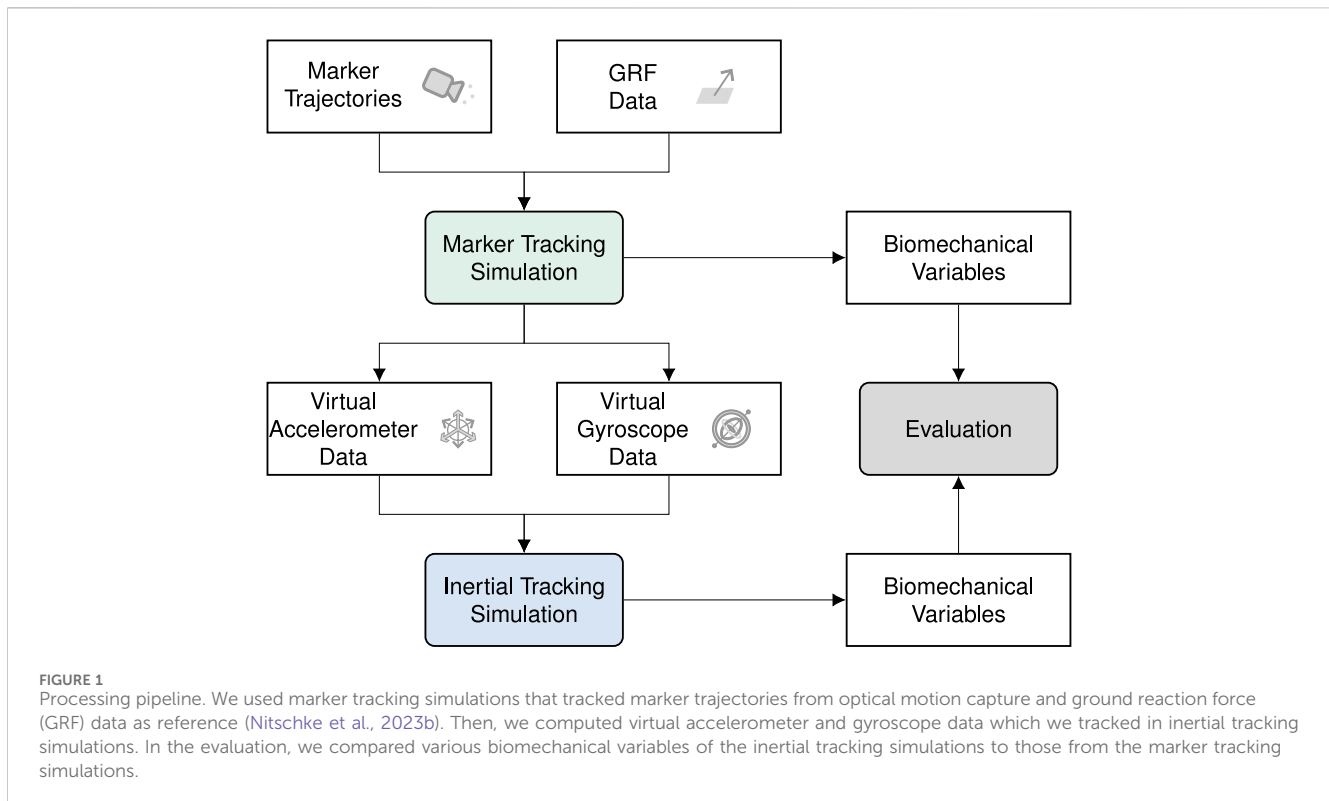 Marker
Trajectories
GRF
Data
Marker Tracking
Simulation
Biomechanical
Variables
Virtual
Accelerometer
Data
Virtual
Gyroscope
Data
Evaluation
Inertial Tracking
Simulation
Biomechanical
Variables
FIGURE 1
Processing pipeline. We used marker tracking simulations that tracked marker trajectories from optical motion capture and ground reaction force
(GRF) data as reference (Nitschke et al., 2023b). Then, we computed virtual accelerometer and gyroscope data which we tracked in inertial tracking
simulations. In the evaluation, we compared various biomechanical variables of the inertial tracking simulations to those from the marker tracking
simulations.